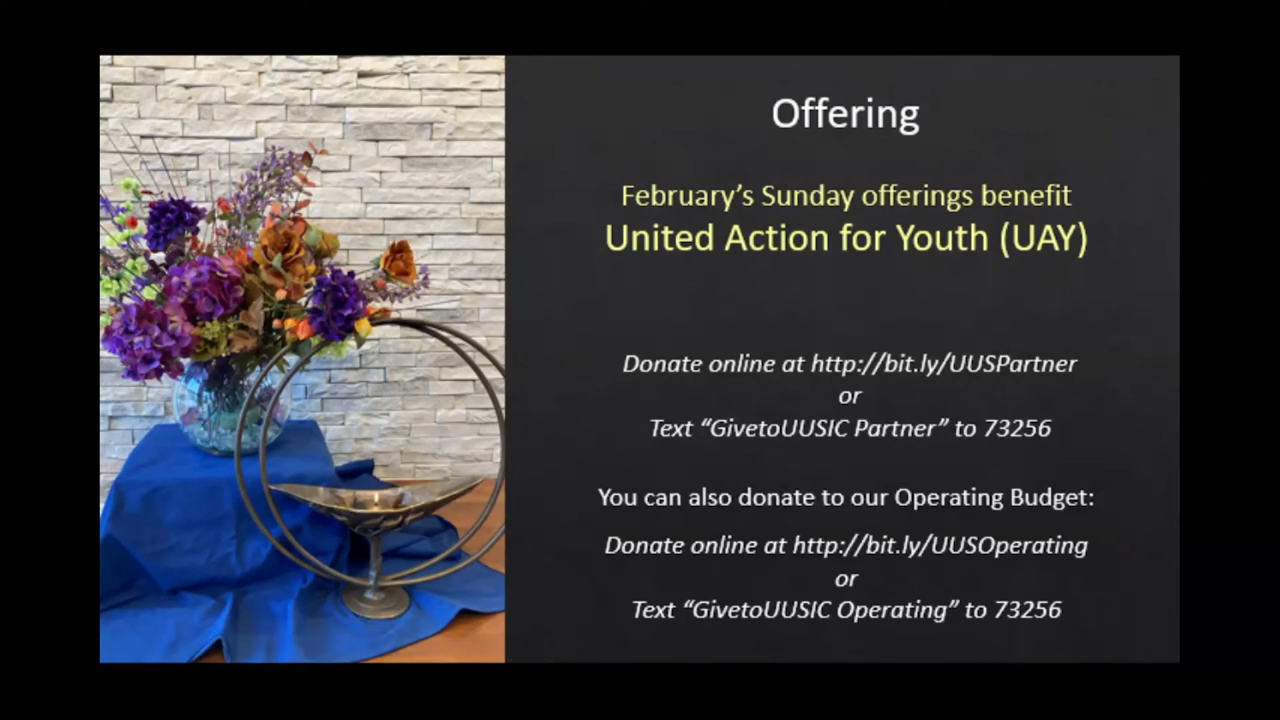 Offering
February’s Sunday offerings benefit
United Action for Youth (UAY)
Donate online at http://bit.ly/UUSPartner
or
Text “GivetoUUSIC Partner” to 73256
You can also donate to our Operating Budget:
Donate online at http://bit.ly/UUSOperating
or
Text “GivetoUUSIC Operating” to 73256